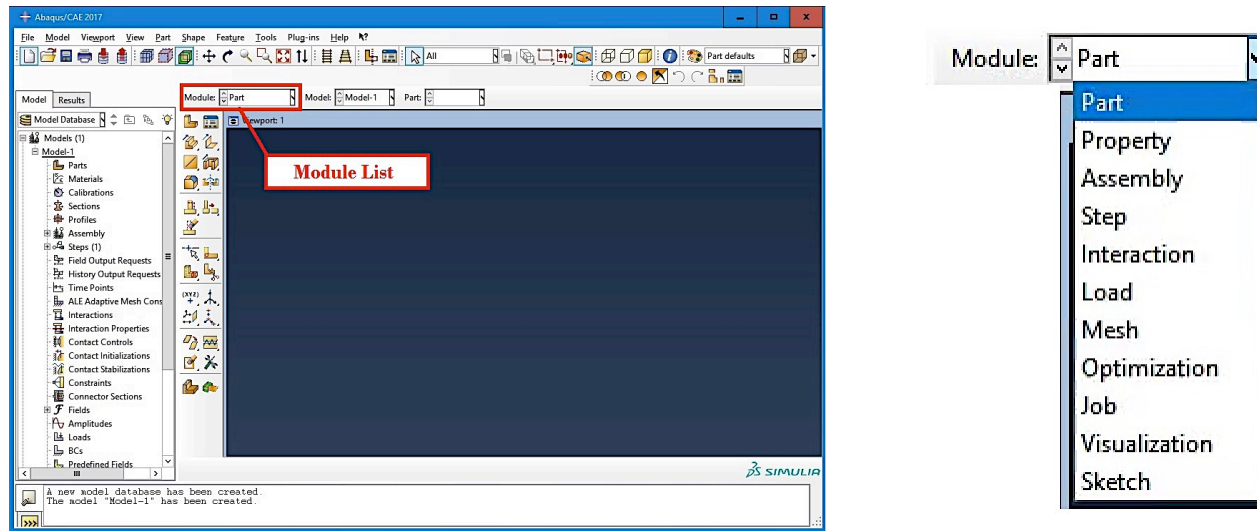 Abaqus/CAE 2017
File Model Viewport View Part Shape Feature Tools Plug-ins Help
All
Part defaults
Model Results
Module: Part Model: Model-1 Part:
Model Database
Viewport: 1
Models (1)
Model-1
Parts
Materials
Calibrations
Sections
Profiles
Assembly
Steps (1)
Field Output Requests
History Output Requests
Time Points
ALE Adaptive Mesh Cons
Interactions
Interaction Properties
Contact Controls
Contact Initializations
Contact Stabilizations
Constraints
Connector Sections
Fields
Amplitudes
Loads
BCs
Predefined Fields
Module List
SIMULIA
A new model database has been created.
The model "Model-1" has been created.
>>>
Module: Part
Part
Property
Assembly
Step
Interaction
Load
Mesh
Optimization
Job
Visualization
Sketch